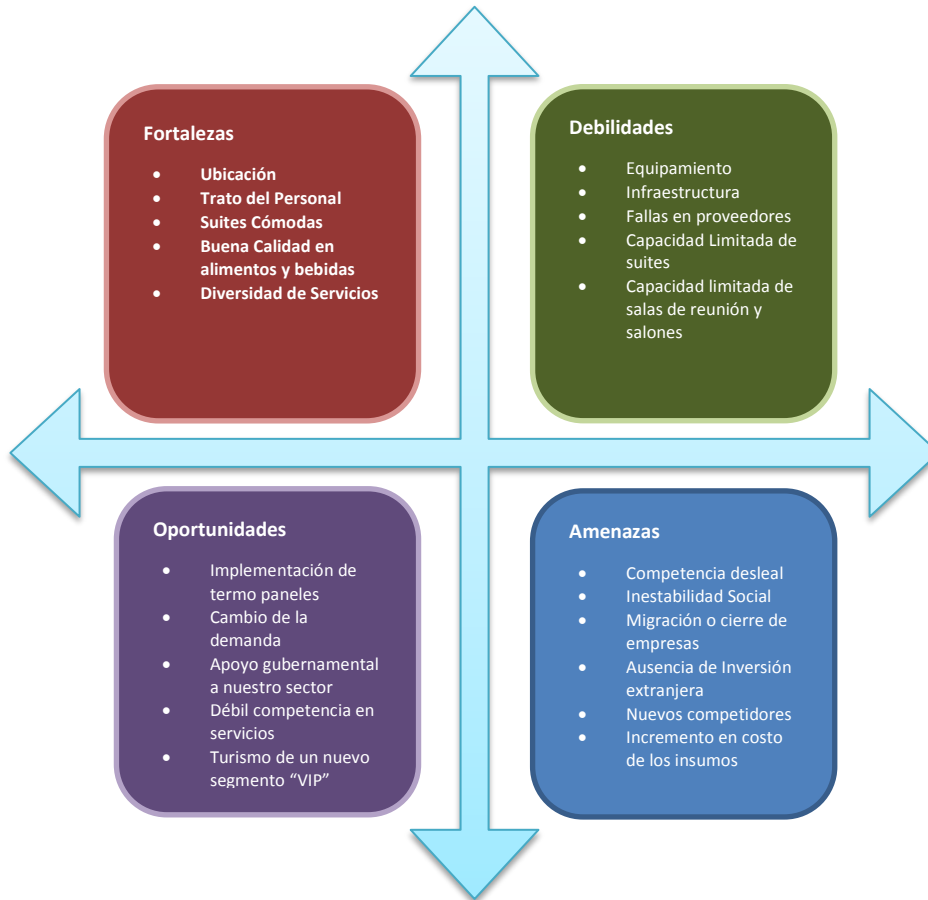 Fortalezas
• Ubicación
• Trato del Personal
• Suites Cómodas
• Buena Calidad en
alimentos y bebidas
• Diversidad de Servicios
Debilidades
• Equipamiento
• Infraestructura
• Fallas en proveedores
• Capacidad Limitada de
suites
• Capacidad limitada de
salas de reunión y
salones
Oportunidades
• Implementación de
termo paneles
• Cambio de la
demanda
• Apoyo gubernamental
a nuestro sector
• Débil competencia en
servicios
• Turismo de un nuevo
segmento “VIP”
Amenazas
• Competencia desleal
• Inestabilidad Social
• Migración o cierre de
empresas
• Ausencia de Inversión
extranjera
• Nuevos competidores
• Incremento en costo
de los insumos